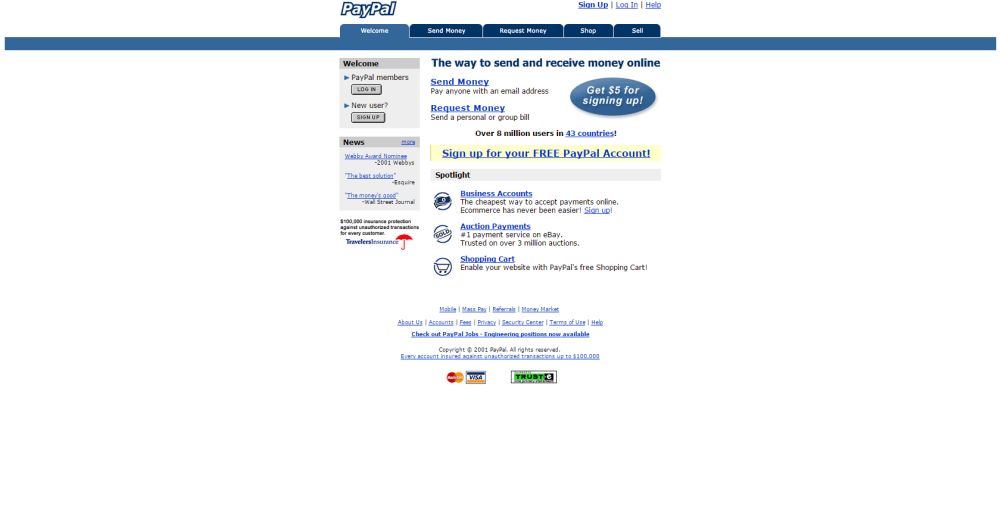 PayPal
Sign Up | Log In | Help
Welcome
Send Money
Request Money
Shop
Sell
Welcome
PayPal members
LOG IN
New user?
SIGN UP
News
more
Webby Award Nominee
-2001 Webbys
"The best solution"
-Esquire
"The money's good"
-Wall Street Journal
$100,000 insurance protection
against unauthorized transactions
for every customer.
TravelersInsurance
The way to send and receive money online
Send Money
Pay anyone with an email address
Request Money
Send a personal or group bill
Get $5 for
signing up!
Over 8 million users in 43 countries!
Sign up for your FREE PayPal Account!
Spotlight
Business Accounts
The cheapest way to accept payments online.
Ecommerce has never been easier! Sign up!
SOLD
Auction Payments
#1 payment service on eBay.
Trusted on over 3 million auctions.
Shopping Cart
Enable your website with PayPal's free Shopping Cart!
Mobile | Mass Pay | Referrals | Money Market
About Us | Accounts | Fees | Privacy | Security Center | Terms of Use | Help
Check out PayPal Jobs - Engineering positions now available
Copyright © 2001 PayPal. All rights reserved.
Every account insured against unauthorized transactions up to $100,000
MasterCard
VISA
TRUSTe